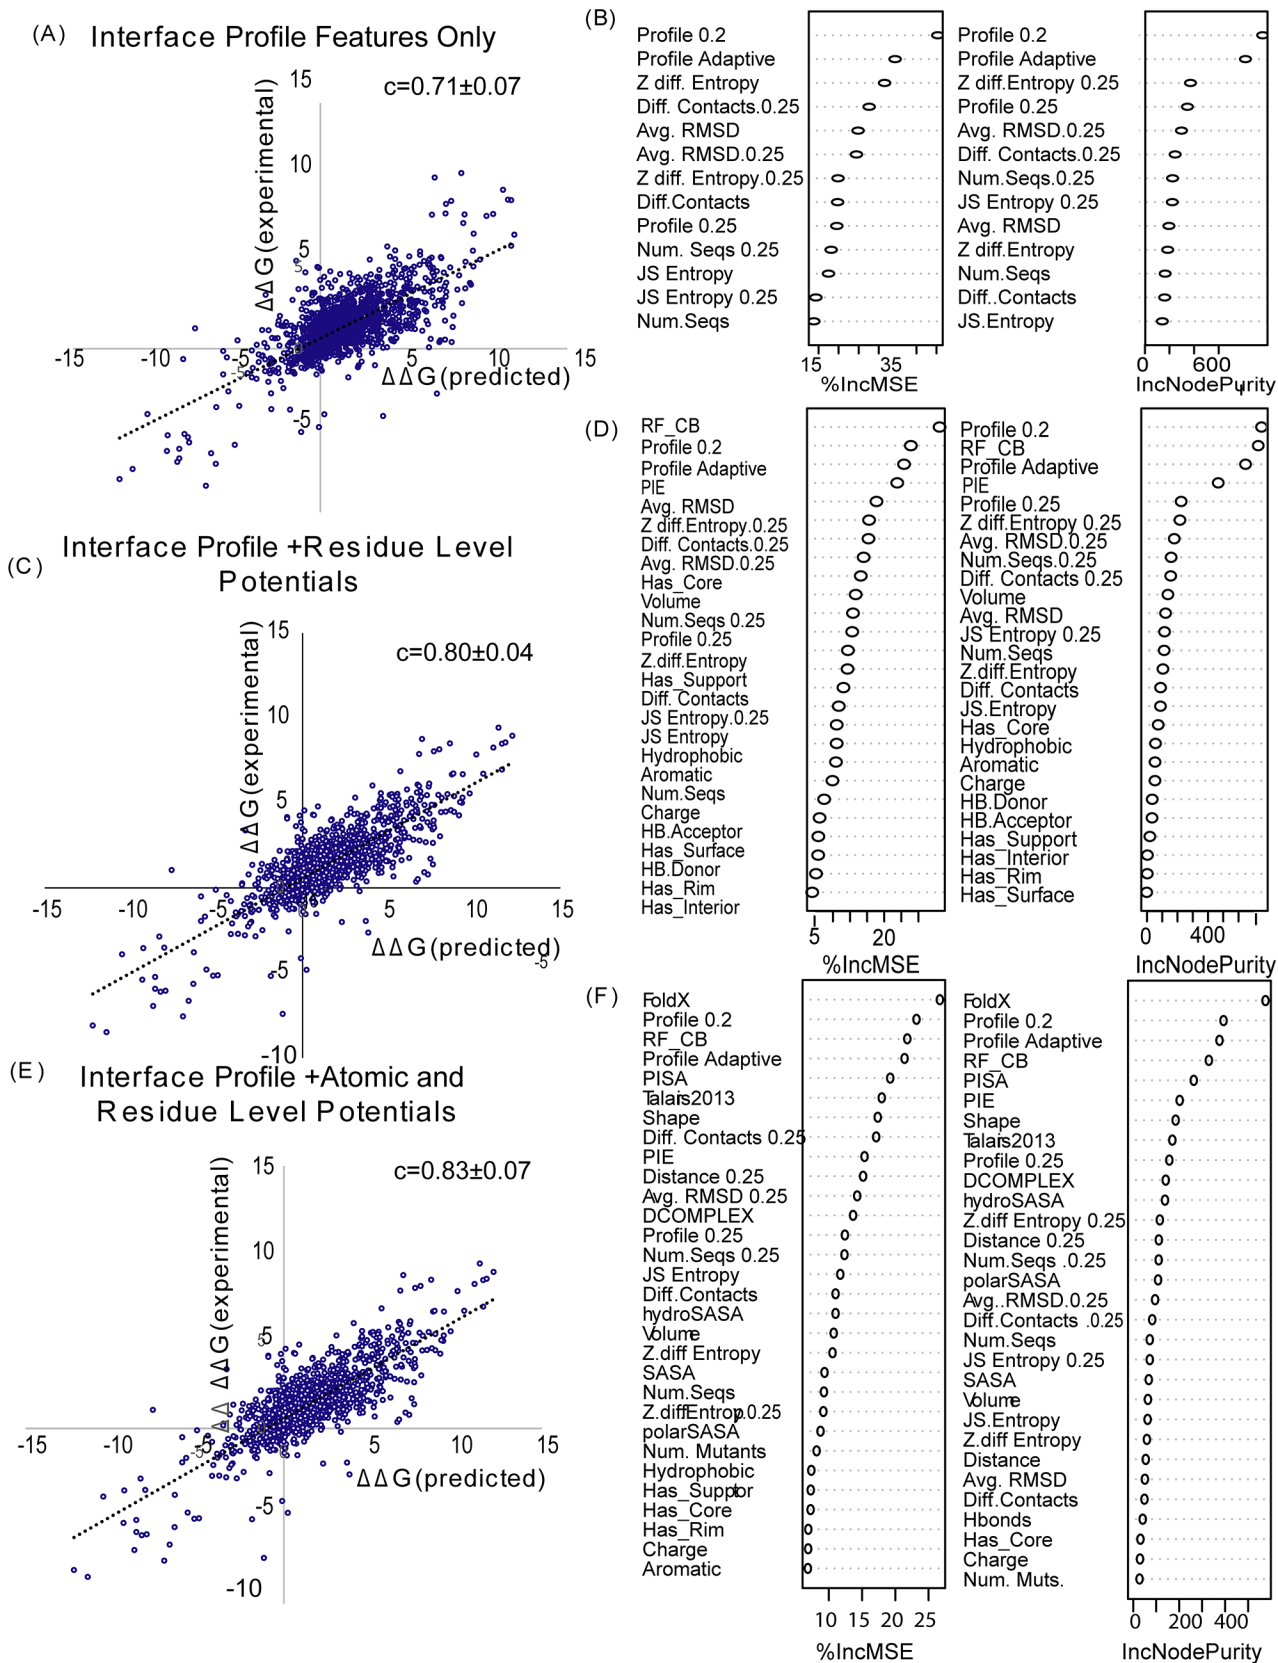 (A) Interface Profile Features Only
c=0.71±0.07
ΔΔG(experimental)
15
10
5
5
-15 -10 -5 0 5 10 15
-5
ΔΔG(predicted)
-5
(B)
Profile 0.2
Profile Adaptive
Z diff. Entropy
Diff. Contacts.0.25
Avg. RMSD
Avg. RMSD.0.25
Z diff. Entropy.0.25
Diff.Contacts
Profile 0.25
Num. Seqs 0.25
JS Entropy
JS Entropy 0.25
Num.Seqs
15 35
%IncMSE
Profile 0.2
Profile Adaptive
Z diff.Entropy 0.25
Profile 0.25
Avg. RMSD.0.25
Diff. Contacts.0.25
Num.Seqs.0.25
JS Entropy 0.25
Avg. RMSD
Z diff.Entropy
Num.Seqs
Diff..Contacts
JS.Entropy
0 600
IncNodePurity
(C) Interface Profile +Residue Level
Potentials
c=0.80±0.04
ΔΔG(experimental)
15
10
5
-15 -10 -5 5 10 15
ΔΔG(predicted)
-5
-5
-10
(D)
RF_CB
Profile 0.2
Profile Adaptive
PIE
Avg. RMSD
Z diff.Entropy.0.25
Diff. Contacts.0.25
Avg. RMSD.0.25
Has_Core
Volume
Num.Seqs 0.25
Profile 0.25
Z.diff.Entropy
Has_Support
Diff. Contacts
JS Entropy.0.25
JS Entropy
Hydrophobic
Aromatic
Num.Seqs
Charge
HB.Acceptor
Has_Surface
HB.Donor
Has_Rim
Has_Interior
5 20
%IncMSE
Profile 0.2
RF_CB
Profile Adaptive
PIE
Profile 0.25
Z diff.Entropy 0.25
Avg. RMSD.0.25
Num.Seqs.0.25
Diff. Contacts 0.25
Volume
Avg. RMSD
JS Entropy 0.25
Num.Seqs
Z.diff.Entropy
Diff. Contacts
JS.Entropy
Has_Core
Hydrophobic
Aromatic
Charge
HB.Donor
HB.Acceptor
Has_Support
Has_Interior
Has_Rim
Has_Surface
0 400
IncNodePurity
(E) Interface Profile +Atomic and
Residue Level Potentials
c=0.83±0.07
ΔΔ ΔΔG(experimental)
15
10
5
-15 -10 -5 5 10 15
ΔΔG(predicted)
-5
-10
(F)
FoldX
Profile 0.2
RF_CB
Profile Adaptive
PISA
Talaris2013
Shape
Diff. Contacts 0.25
PIE
Distance 0.25
Avg. RMSD 0.25
DCOMPLEX
Profile 0.25
Num.Seqs 0.25
JS Entropy
Diff.Contacts
hydroSASA
Volume
Z.diff Entropy
SASA
Num.Seqs
Z.diffEntropy.0.25
polarSASA
Num. Mutants
Hydrophobic
Has_Support
Has_Core
Has_Rim
Charge
Aromatic
10 15 20 25
%IncMSE
FoldX
Profile 0.2
Profile Adaptive
RF_CB
PISA
PIE
Shape
Talaris2013
Profile 0.25
DCOMPLEX
hydroSASA
Z.diff Entropy 0.25
Distance 0.25
Num.Seqs .0.25
polarSASA
Avg..RMSD.0.25
Diff.Contacts .0.25
Num.Seqs
JS Entropy 0.25
SASA
Volume
JS.Entropy
Z.diff Entropy
Distance
Avg. RMSD
Diff.Contacts
Hbonds
Has_Core
Charge
Num. Muts.
0 200 400
IncNodePurity